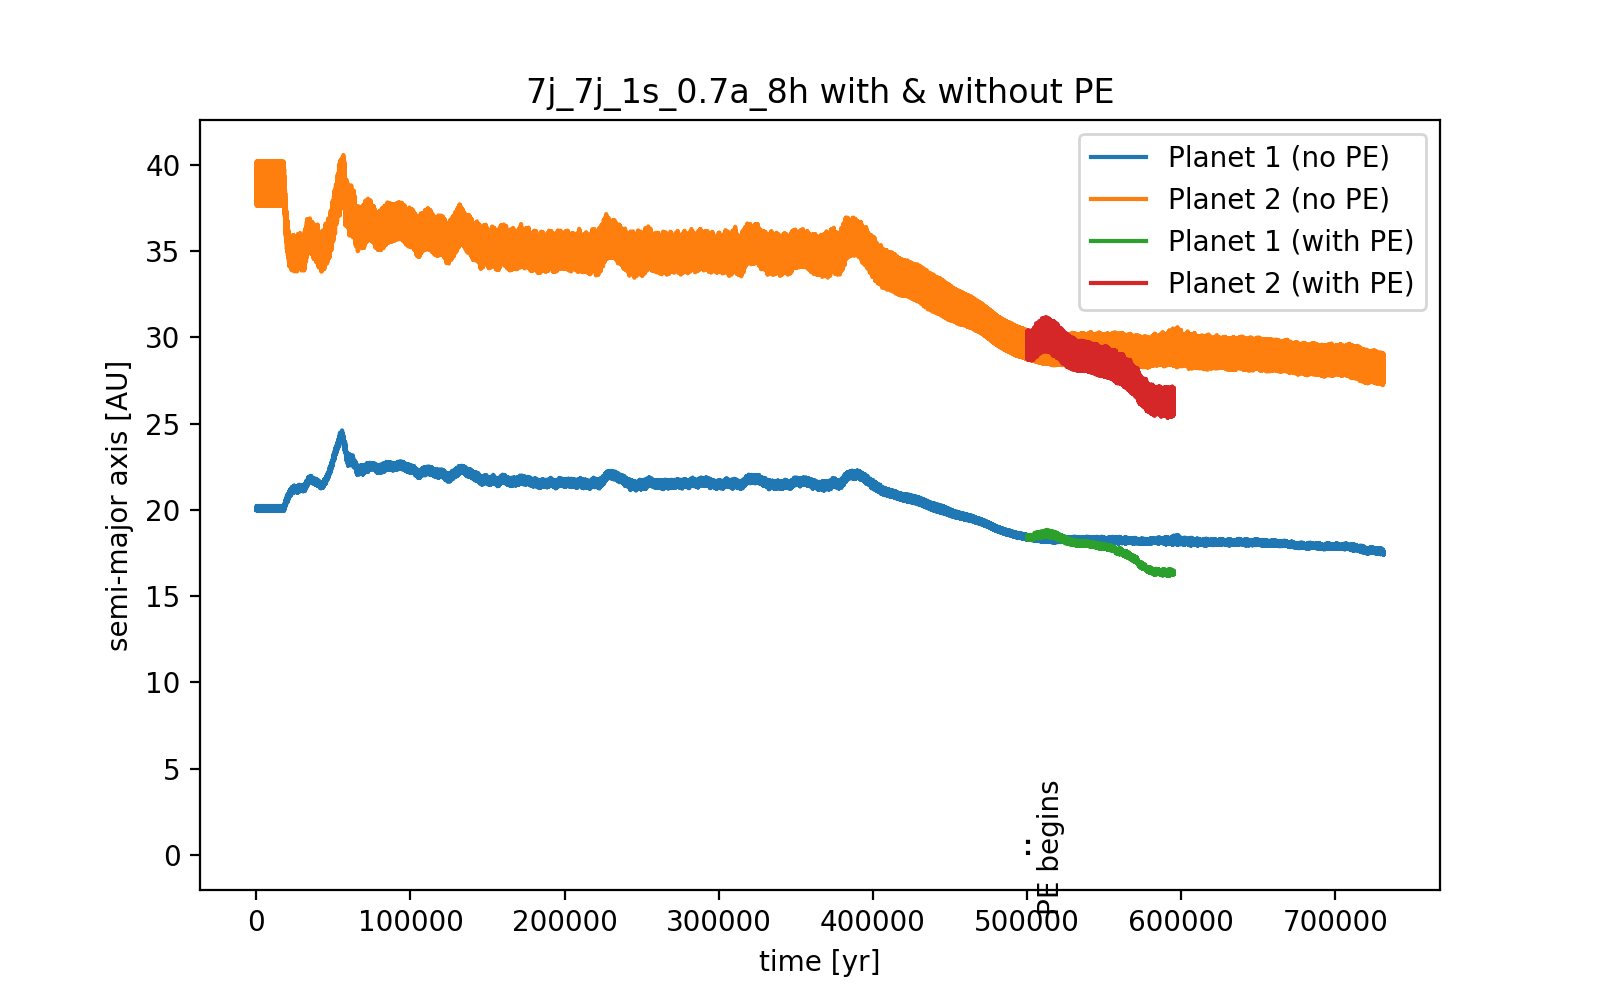 7j_7j_1s_0.7a_8h with & without PE
Planet 1 (no PE)
Planet 2 (no PE)
Planet 1 (with PE)
Planet 2 (with PE)
semi-major axis [AU]
40
35
30
25
20
15
10
5
0
PE begins
0 100000 200000 300000 400000 500000 600000 700000
time [yr]